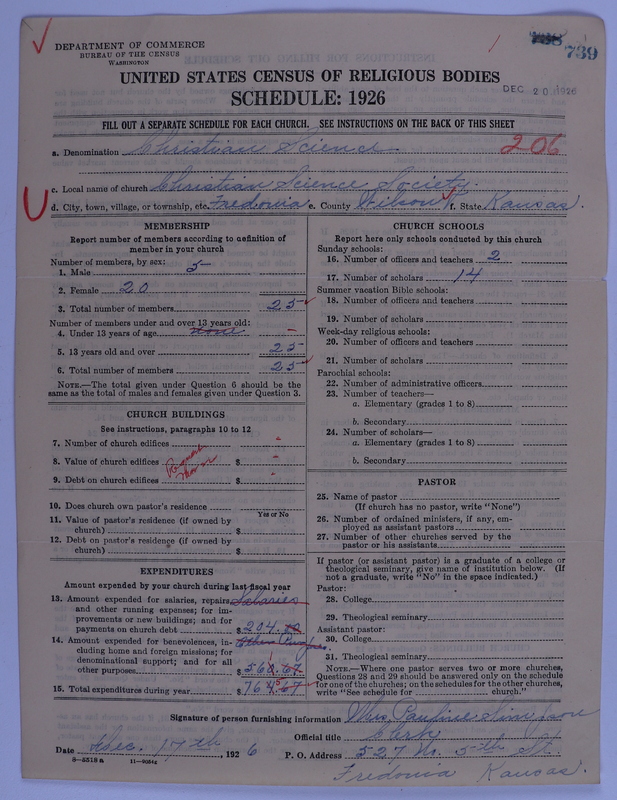 DEPARTMENT OF COMMERCE
BUREAU OF THE CENSUS
WASHINGTON
739
DEC 20 1926
UNITED STATES CENSUS OF RELIGIOUS BODIES
SCHEDULE: 1926
FILL OUT A SEPARATE SCHEDULE FOR EACH CHURCH. SEE INSTRUCTIONS ON THE BACK OF THIS SHEET
a. Denomination Christian Science 206
c. Local name of church Christian Science Society.
d. City, town, village, or township, etc. Fredonia e. County Wilson f. State Kansas.
MEMBERSHIP
Report number of members according to definition of
member in your church
Number of members, by sex:
1. Male 5
2. Female 20
3. Total number of members 25
Number of members under and over 13 years old:
4. Under 13 years of age none –
5. 13 years old and over 25
6. Total number of members 25
NOTE.—The total given under Question 6 should be the
same as the total of males and females given under Question 3.
CHURCH BUILDINGS
See instructions, paragraphs 10 to 12
7. Number of church edifices -
8. Value of church edifices $ -
9. Debt on church edifices $ -
10. Does church own pastor's residence
Yes or No
11. Value of pastor's residence (if owned by
church) $
12. Debt on pastor's residence (if owned by
church) $
EXPENDITURES
Amount expended by your church during last fiscal year
13. Amount expended for salaries, repairs Salaries
and other running expenses; for im-
provements or new buildings; and for
payments on church debt $ 204.
14. Amount expended for benevolences, in-
cluding home and foreign missions; for
denominational support; and for all
other purposes $ 560.67
15. Total expenditures during year $ 764.67
CHURCH SCHOOLS
Report here only schools conducted by this church
Sunday schools:
16. Number of officers and teachers 2
17. Number of scholars 14
Summer vacation Bible schools:
18. Number of officers and teachers
19. Number of scholars
Week-day religious schools:
20. Number of officers and teachers
21. Number of scholars
Parochial schools:
22. Number of administrative officers
23. Number of teachers—
a. Elementary (grades 1 to 8)
b. Secondary
24. Number of scholars—
a. Elementary (grades 1 to 8)
b. Secondary
PASTOR
25. Name of pastor
(If church has no pastor, write "None")
26. Number of ordained ministers, if any, em-
ployed as assistant pastors
27. Number of other churches served by the
pastor or his assistants
If pastor (or assistant pastor) is a graduate of a college or
theological seminary, give name of institution below. (If
not a graduate, write "No" in the space indicated.)
Pastor:
28. College
29. Theological seminary
Assistant pastor:
30. College
31. Theological seminary
NOTE.—Where one pastor serves two or more churches,
Questions 28 and 29 should be answered only on the schedule
for one of the churches; on the schedules for the other churches,
write "See schedule for church."
Signature of person furnishing information Mrs. Pauline
Official title Clerk
Date Dec. 17th, 1926 P. O. Address 527 No. 5th St.
8—5518a 11—9054a
Fredonia Kansas.